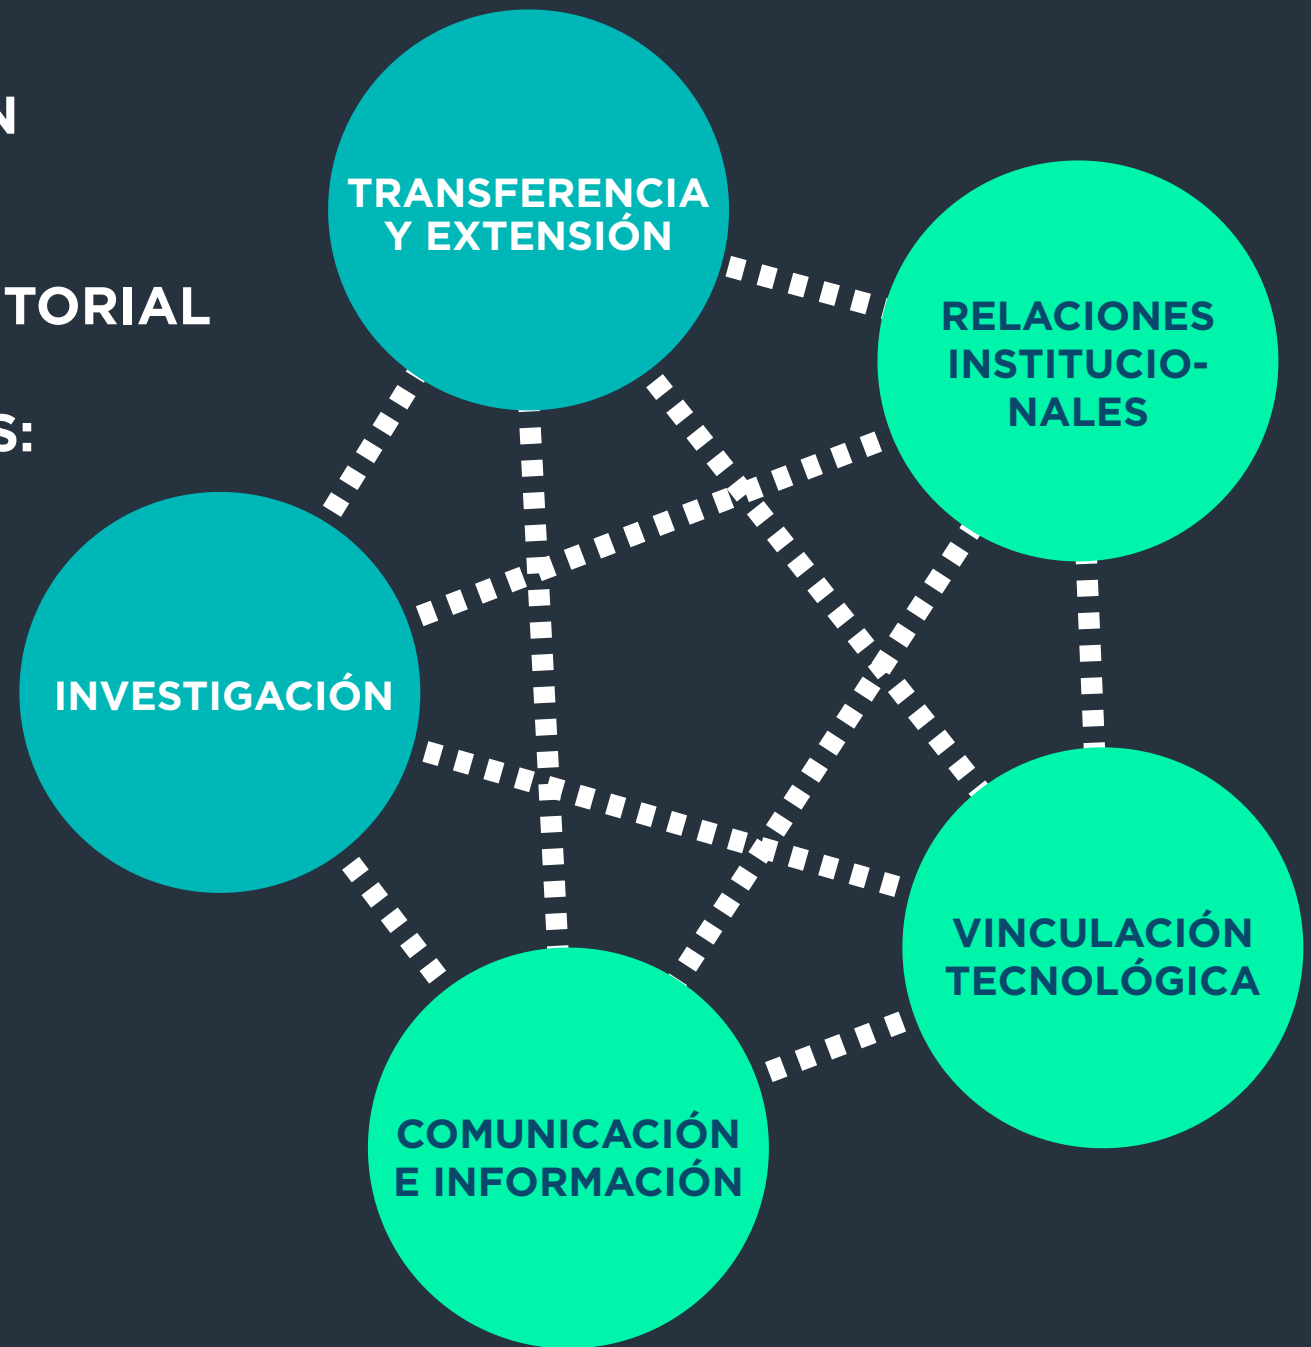 N
TORIAL
S:
TRANSFERENCIA
Y EXTENSIÓN
RELACIONES
INSTITUCIO-
NALES
INVESTIGACIÓN
VINCULACIÓN
TECNOLÓGICA
COMUNICACIÓN
E INFORMACIÓN